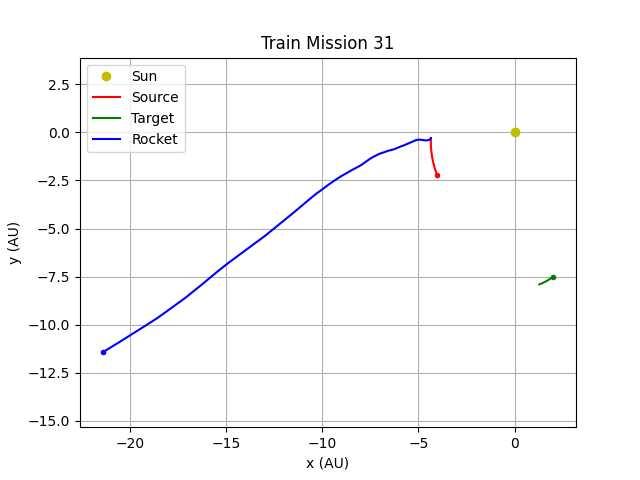 Train Mission 31
Sun
Source
Target
Rocket
2.5
0.0
−2.5
−5.0
−7.5
−10.0
−12.5
−15.0
y (AU)
−20
−15
−10
−5
0
x (AU)